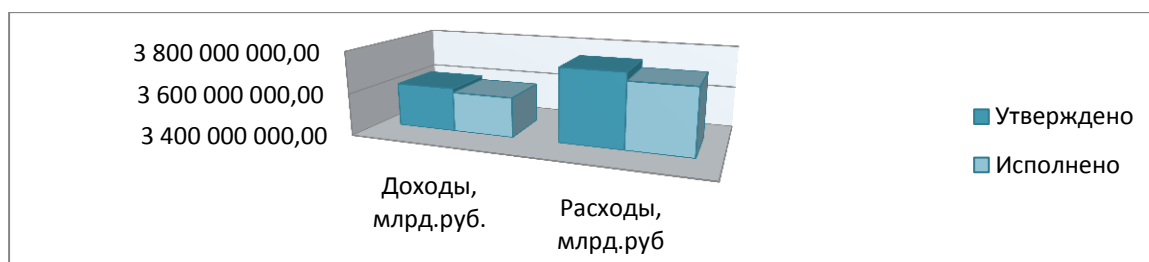 3 800 000 000,00
3 600 000 000,00
3 400 000 000,00
Доходы,
млрд.руб.
Расходы,
млрд.руб
Утверждено
Исполнено